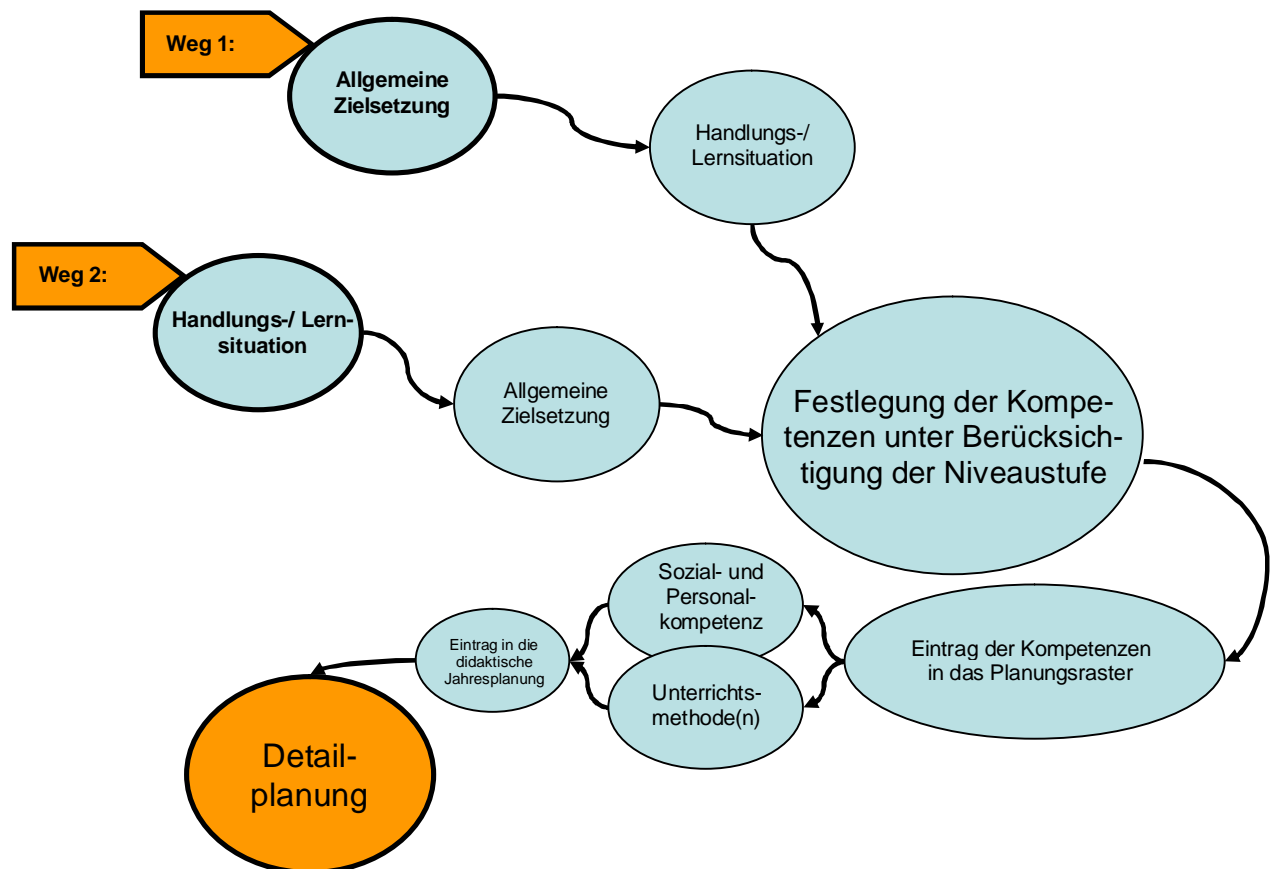 Weg 1:
Allgemeine
Zielsetzung
Handlungs-/
Lernsituation
Weg 2:
Handlungs-/ Lern-
situation
Allgemeine
Zielsetzung
Festlegung der Kompe-
tenzen unter Berücksich-
tigung der Niveaustufe
Sozial- und
Personal-
kompetenz
Eintrag in die
didaktische
Jahresplanung
Eintrag der Kompetenzen
in das Planungsraster
Unterrichts-
methode(n)
Detail-
planung